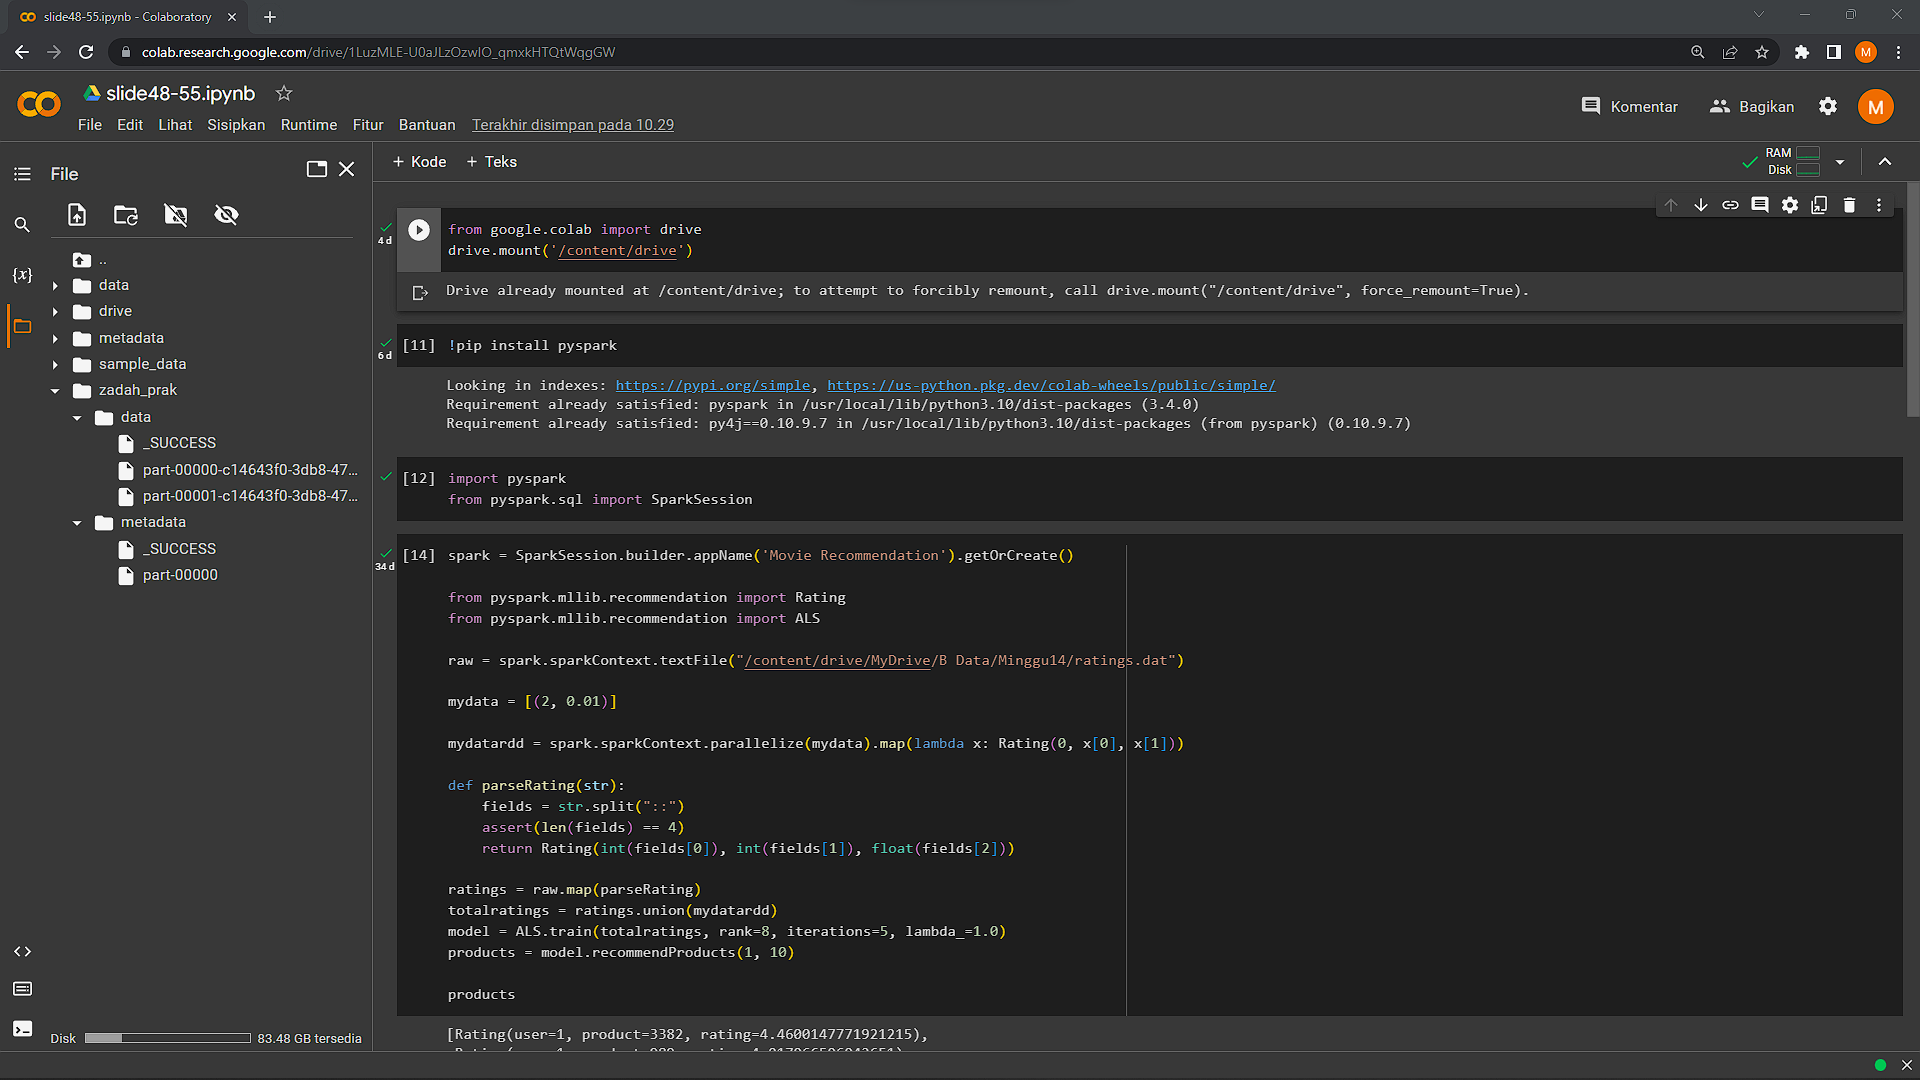 slide48-55.ipynb - Colaboratory
colab.research.google.com/drive/1LuzMLE-U0aJLzOzwIO_qmxkHTQtWqgGW
M
slide48-55.ipynb
File Edit Lihat Sisipkan Runtime Fitur Bantuan Terakhir disimpan pada 10.29
Komentar
Bagikan
M
File
+ Kode + Teks
RAM
Disk
..
data
drive
metadata
sample_data
zadah_prak
data
_SUCCESS
part-00000-c14643f0-3db8-47...
part-00001-c14643f0-3db8-47...
metadata
_SUCCESS
part-00000
{x}
Disk 83.48 GB tersedia
4 d
from google.colab import drive
drive.mount('/content/drive')
Drive already mounted at /content/drive; to attempt to forcibly remount, call drive.mount("/content/drive", force_remount=True).
6 d
[11] !pip install pyspark
Looking in indexes: https://pypi.org/simple, https://us-python.pkg.dev/colab-wheels/public/simple/
Requirement already satisfied: pyspark in /usr/local/lib/python3.10/dist-packages (3.4.0)
Requirement already satisfied: py4j==0.10.9.7 in /usr/local/lib/python3.10/dist-packages (from pyspark) (0.10.9.7)
[12] import pyspark
from pyspark.sql import SparkSession
34 d
[14] spark = SparkSession.builder.appName('Movie Recommendation').getOrCreate()
from pyspark.mllib.recommendation import Rating
from pyspark.mllib.recommendation import ALS
raw = spark.sparkContext.textFile("/content/drive/MyDrive/B Data/Minggu14/ratings.dat")
mydata = [(2, 0.01)]
mydatardd = spark.sparkContext.parallelize(mydata).map(lambda x: Rating(0, x[0], x[1]))
def parseRating(str):
    fields = str.split("::")
    assert(len(fields) == 4)
    return Rating(int(fields[0]), int(fields[1]), float(fields[2]))
ratings = raw.map(parseRating)
totalratings = ratings.union(mydatardd)
model = ALS.train(totalratings, rank=8, iterations=5, lambda_=1.0)
products = model.recommendProducts(1, 10)
products
[Rating(user=1, product=3382, rating=4.4600147771921215),